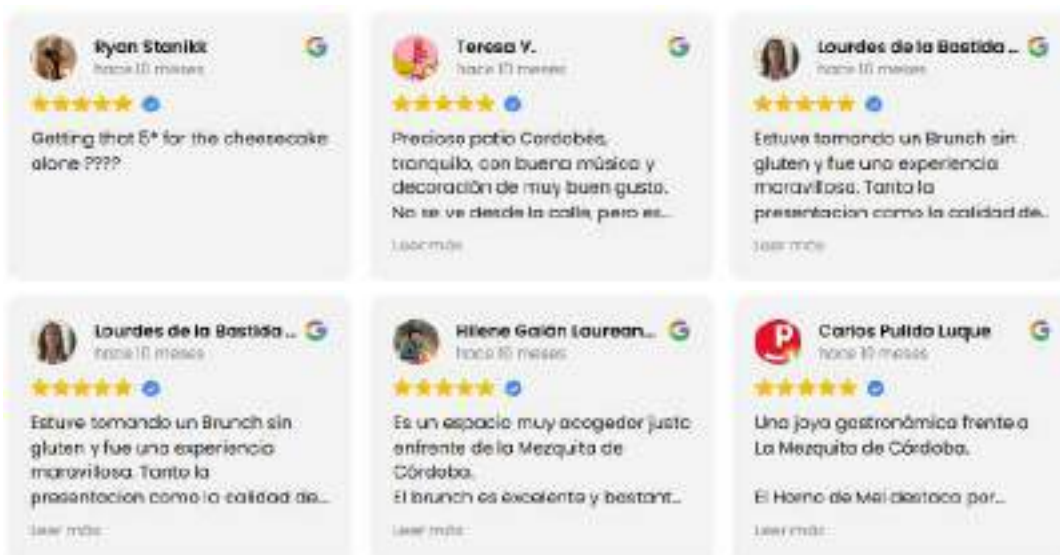 Ryan Stanikk
hace 10 meses
Getting that 5* for the cheesecake
alone ????
Teresa V.
hace 10 meses
Precioso patio Cordobés,
tranquilo, con buena música y
decoración de muy buen gusto.
No se ve desde la calle, pero es...
Leer más
Lourdes de la Bastida ...
hace 10 meses
Estuve tomando un Brunch sin
gluten y fue una experiencia
maravillosa. Tanto la
presentacion como la calidad de...
Leer más
Lourdes de la Bastida ...
hace 10 meses
Estuve tomando un Brunch sin
gluten y fue una experiencia
maravillosa. Tanto la
presentacion como la calidad de...
Leer más
Hilene Galán Laurean...
hace 10 meses
Es un espacio muy acogedor justo
enfrente de la Mezquita de
Córdoba.
El brunch es excelente y bastant...
Leer más
Carlos Pulido Luque
hace 10 meses
Una joya gastronómica frente a
La Mezquita de Córdoba.
El Horno de Mel destaca por...
Leer más